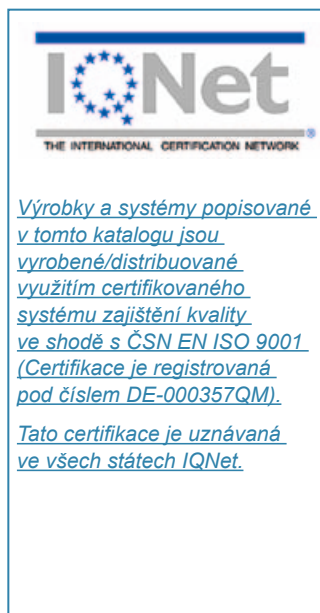 IQNet
®
THE INTERNATIONAL CERTIFICATION NETWORK
Výrobky a systémy popisované
v tomto katalogu jsou
vyrobené/distribuované
využitím certifikovaného
systému zajištění kvality
ve shodě s ČSN EN ISO 9001
(Certifikace je registrovaná
pod číslem DE-000357QM).
Tato certifikace je uznávaná
ve všech státech IQNet.